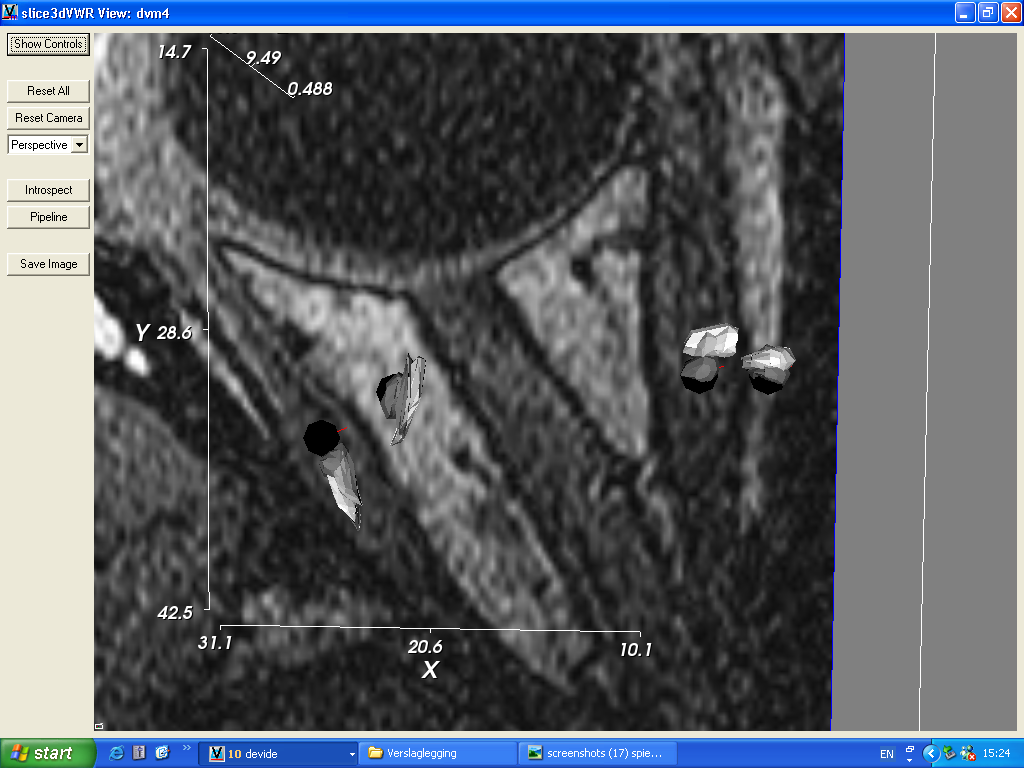 slice3dVWR View: dvm4
Show Controls
Reset All
Reset Camera
Perspective
Introspect
Pipeline
Save Image
14.7
9.49
0.488
Y 28.6
42.5
31.1
20.6
10.1
X
start
10 devide
Verslaglegging
screenshots (17) spie...
EN
15:24